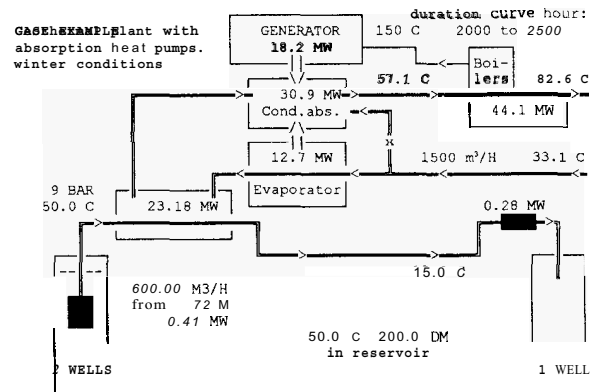 duration curve hour:
CASE EXAMPLE plant with
GENERATOR
150 C 2000 to 2500
absorption heat pumps.
18.2 MW
winter conditions
Boi-
lers
57.1 C
82.6 C
30.9 MW
44.1 MW
Cond.abs.
12.7 MW
1500 m³/H
33.1 C
Evaporator
9 BAR
50.0 C
23.18 MW
0.28 MW
15.0 C
600.00 M3/H
from 72 M
0.41 MW
50.0 C 200.0 DM
in reservoir
WELLS
1 WELL